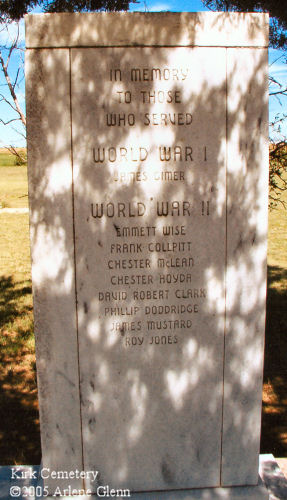 IN MEMORY
TO THOSE
WHO SERVED
WORLD WAR I
JAMES GIMER
WORLD WAR II
EMMETT WISE
FRANK COLLPITT
CHESTER McLEAN
CHESTER HOYDA
DAVID ROBERT CLARK
PHILLIP DODDRIDGE
JAMES MUSTARD
ROY JONES
Kirk Cemetery
©2005 Arlene Glenn